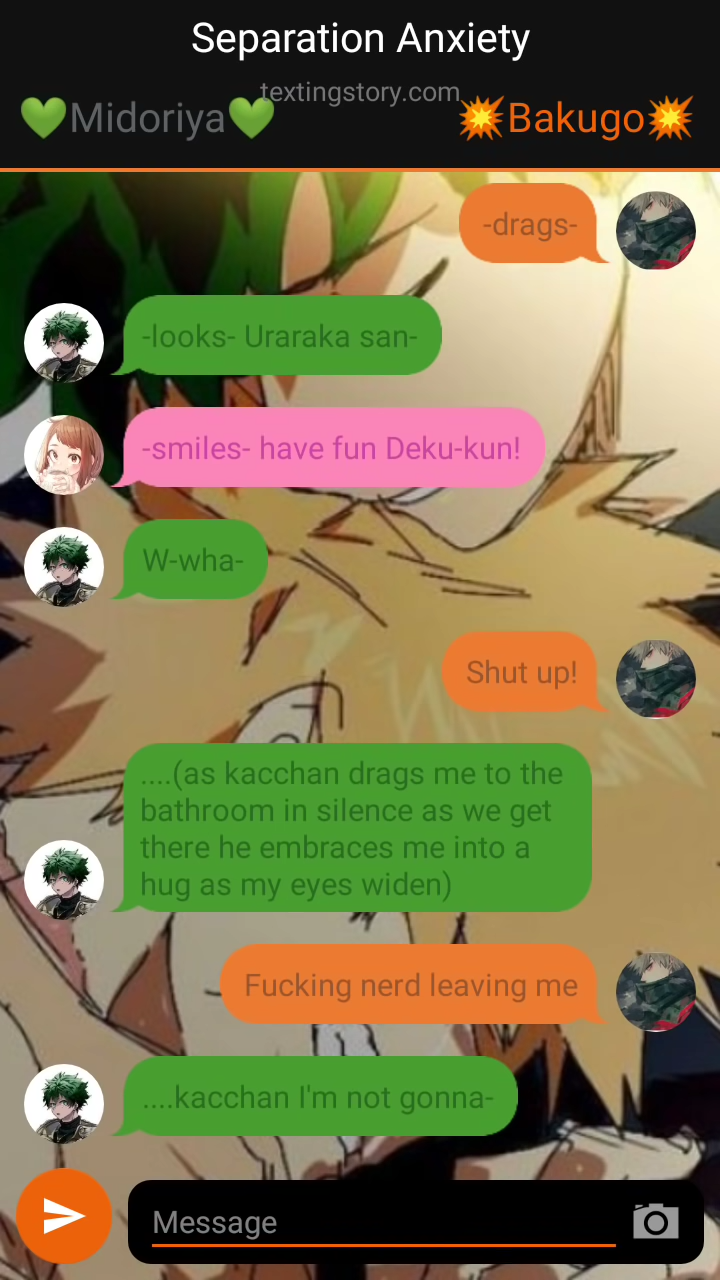 Separation Anxiety
textingstory.com
💚Midoriya💚
💥Bakugo💥
-drags-
-looks- Uraraka san-
-smiles- have fun Deku-kun!
W-wha-
Shut up!
....(as kacchan drags me to the
bathroom in silence as we get
there he embraces me into a
hug as my eyes widen)
Fucking nerd leaving me
....kacchan I'm not gonna-
Message